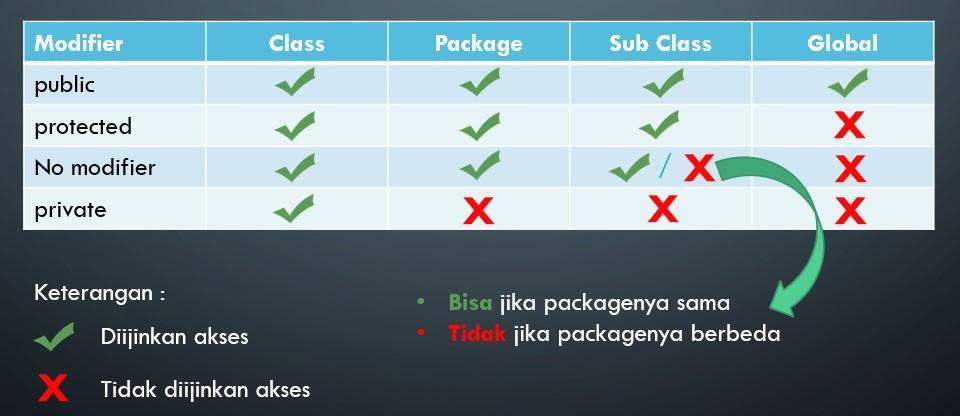 Modifier Class Package Sub Class Global
public
protected
No modifier /
private
Keterangan :
Diijinkan akses
Tidak diijinkan akses
• Bisa jika packagenya sama
• Tidak jika packagenya berbeda